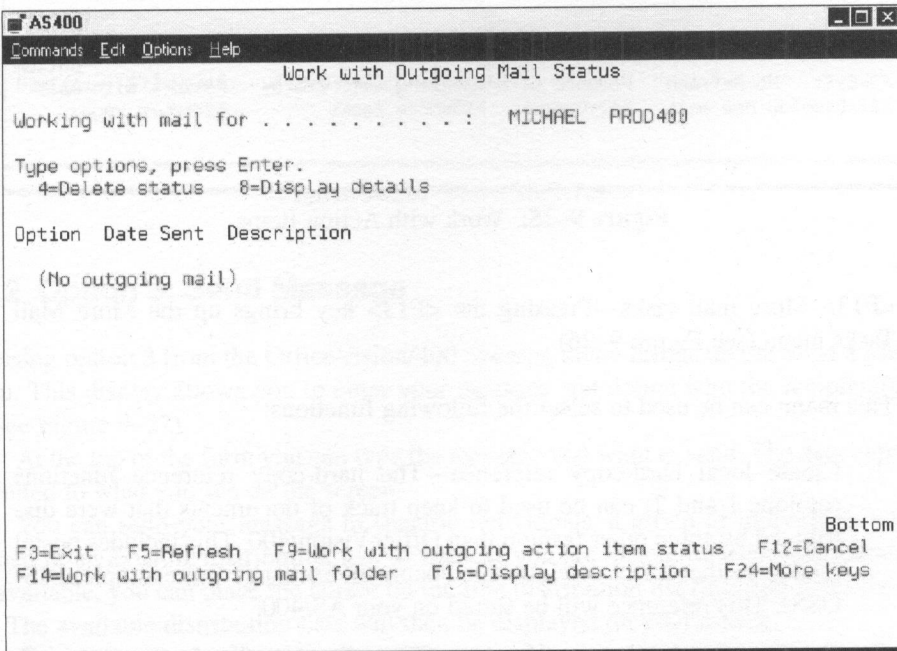 AS400
Commands Edit Options Help
Work with Outgoing Mail Status
Working with mail for . . . . . . . . . . . : MICHAEL PROD400
Type options, press Enter.
4=Delete status 8=Display details
Option Date Sent Description
(No outgoing mail)
Bottom
F3=Exit F5=Refresh F9=Work with outgoing action item status F12=Cancel
F14=Work with outgoing mail folder F16=Display description F24=More keys